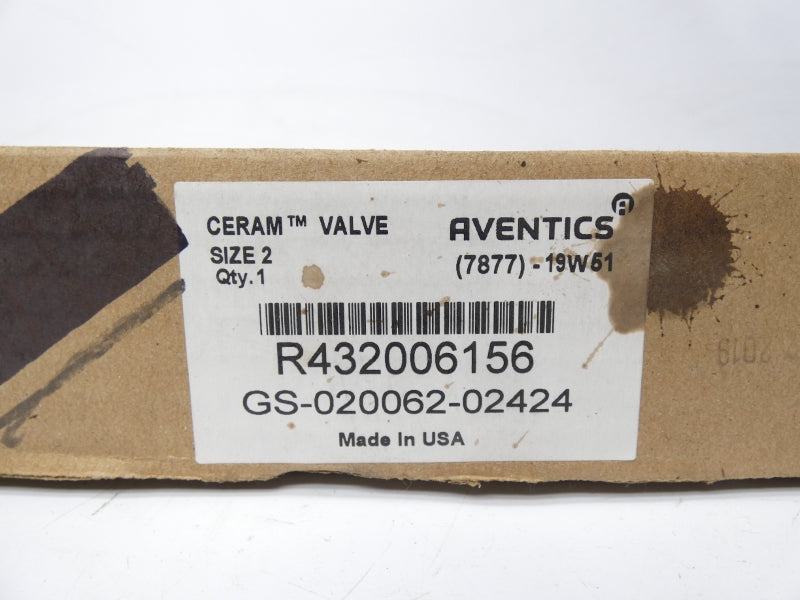 CERAM™ VALVE
AVENTICS
SIZE 2
(7877) - 19W51
Qty. 1
R432006156
GS-020062-02424
Made In USA
2019